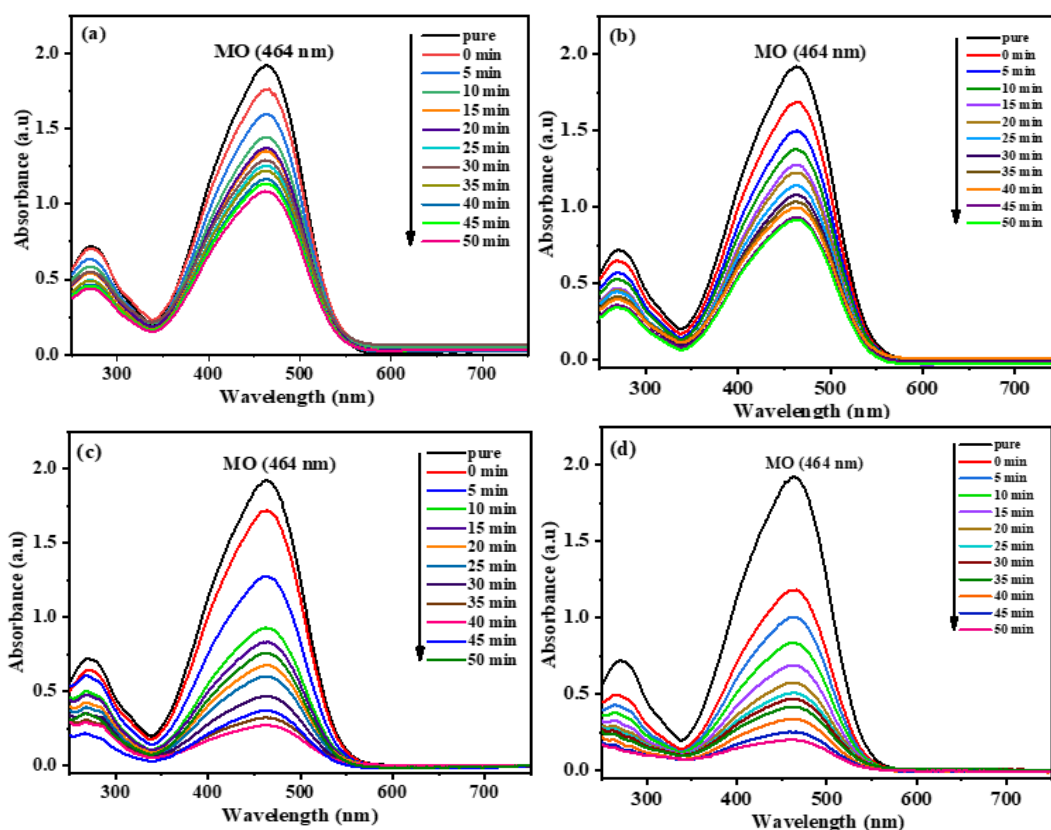 (a)
MO (464 nm)
pure
0 min
5 min
10 min
15 min
20 min
25 min
30 min
35 min
40 min
45 min
50 min
2.0
1.5
1.0
0.5
0.0
300 400 500 600 700
Absorbance (a.u)
Wavelength (nm)
(b)
MO (464 nm)
pure
0 min
5 min
10 min
15 min
20 min
25 min
30 min
35 min
40 min
45 min
50 min
2.0
1.5
1.0
0.5
0.0
300 400 500 600 700
Absorbance (a.u)
Wavelength (nm)
(c)
MO (464 nm)
pure
0 min
5 min
10 min
15 min
20 min
25 min
30 min
35 min
40 min
45 min
50 min
2.0
1.5
1.0
0.5
0.0
300 400 500 600 700
Absorbance (a.u)
Wavelength (nm)
(d)
MO (464 nm)
pure
0 min
5 min
10 min
15 min
20 min
25 min
30 min
35 min
40 min
45 min
50 min
2.0
1.5
1.0
0.5
0.0
300 400 500 600 700
Absorbance (a.u)
Wavelength (nm)